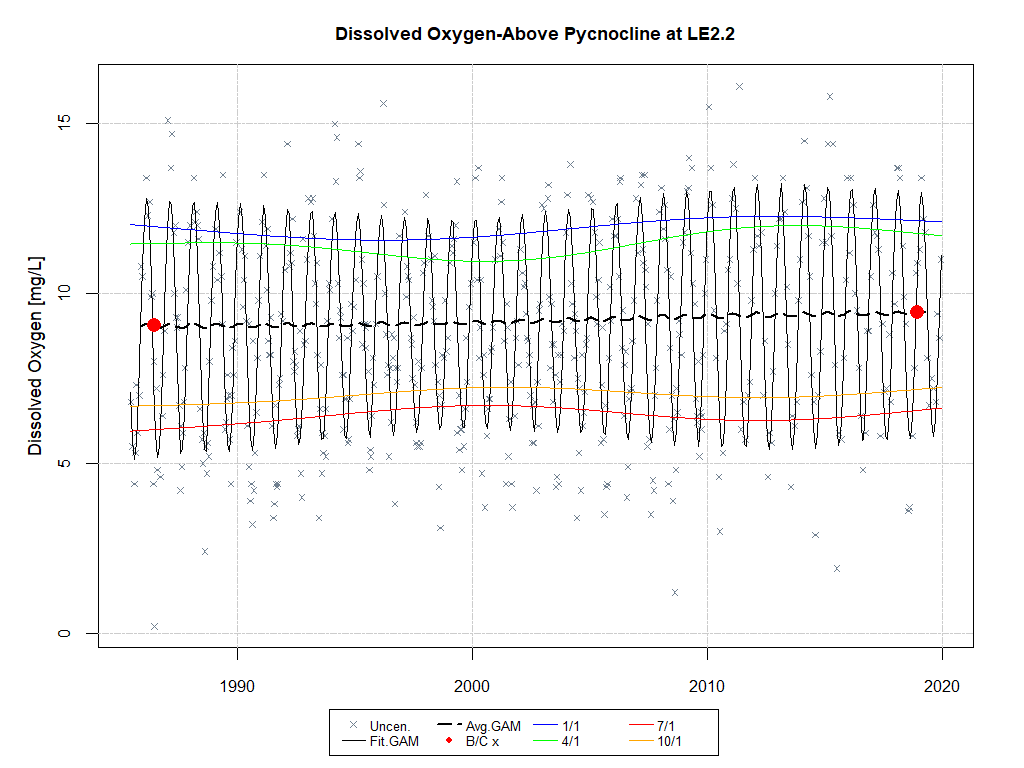 Dissolved Oxygen-Above Pycnocline at LE2.2
Dissolved Oxygen [mg/L]
15
10
5
0
1990 2000 2010 2020
Uncen. Avg.GAM 1/1 7/1
Fit.GAM B/C x 4/1 10/1